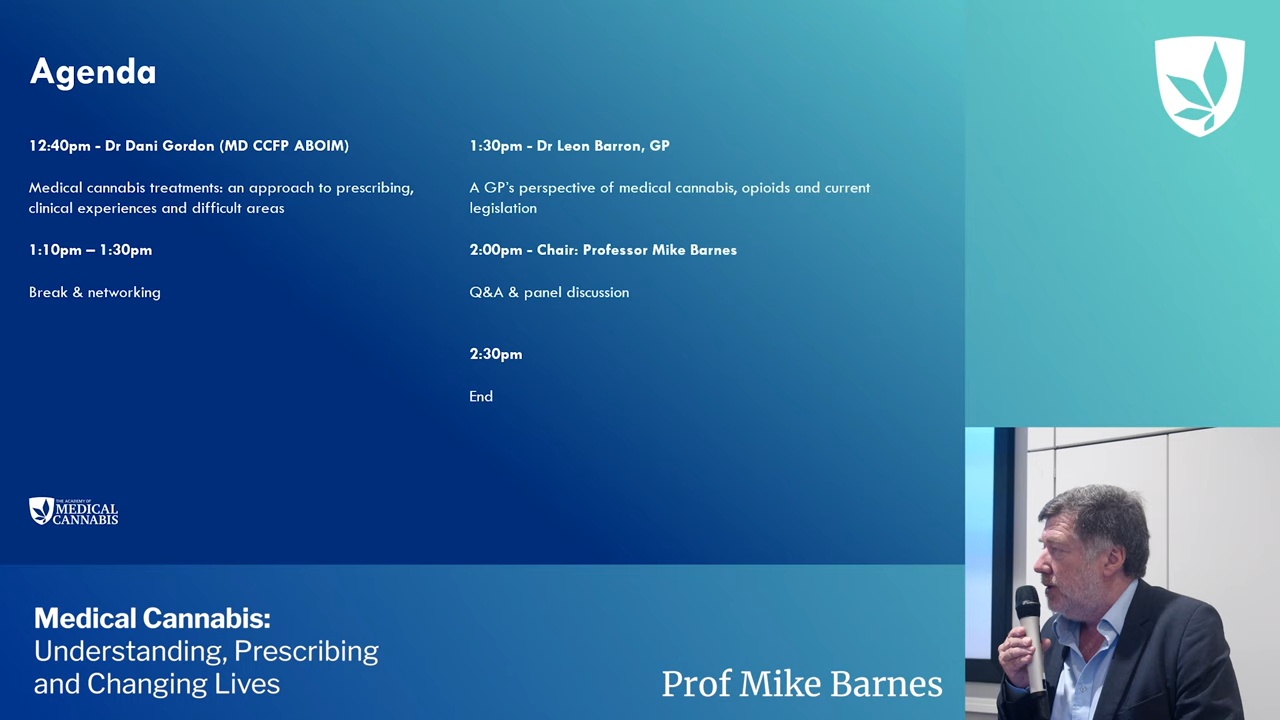 Agenda
12:40pm - Dr Dani Gordon (MD CCFP ABOIM)
Medical cannabis treatments: an approach to prescribing,
clinical experiences and difficult areas
1:10pm – 1:30pm
Break & networking
1:30pm - Dr Leon Barron, GP
A GP's perspective of medical cannabis, opioids and current
legislation
2:00pm - Chair: Professor Mike Barnes
Q&A & panel discussion
2:30pm
End
THE ACADEMY OF
MEDICAL
CANNABIS
Medical Cannabis:
Understanding, Prescribing
and Changing Lives
Prof Mike Barnes